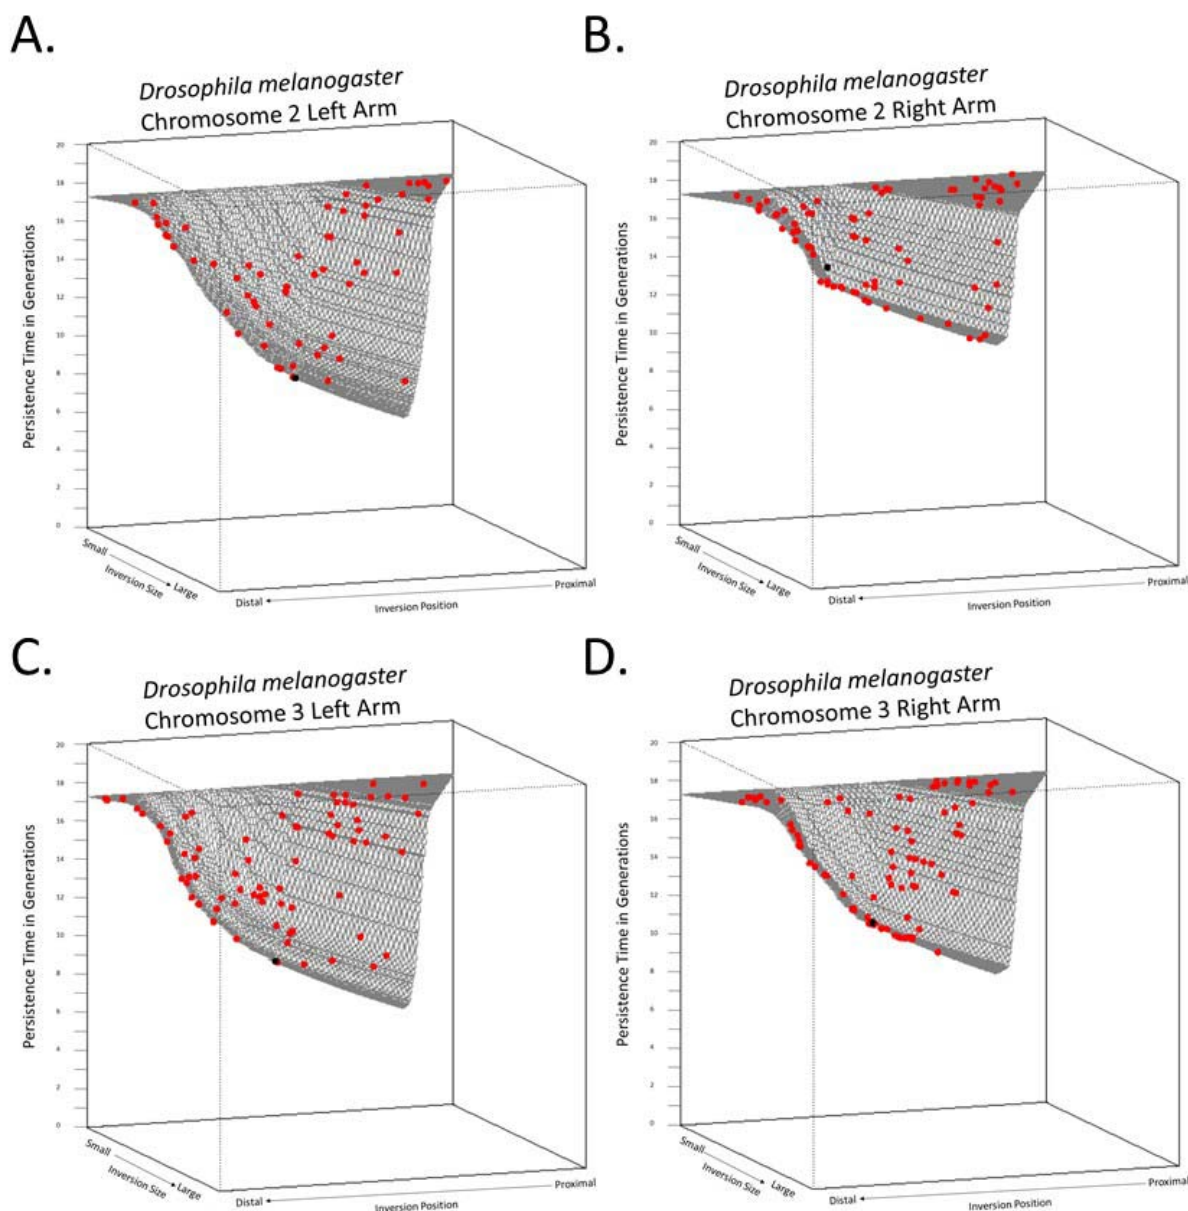 A.
Drosophila melanogaster
Chromosome 2 Left Arm
Persistence Time in Generations
20
18
16
14
12
10
8
6
4
2
0
Small
Inversion Size
Large
Distal
Inversion Position
Proximal
B.
Drosophila melanogaster
Chromosome 2 Right Arm
Persistence Time in Generations
20
18
16
14
12
10
8
6
4
2
0
Small
Inversion Size
Large
Distal
Inversion Position
Proximal
C.
Drosophila melanogaster
Chromosome 3 Left Arm
Persistence Time in Generations
20
18
16
14
12
10
8
6
4
2
0
Small
Inversion Size
Large
Distal
Inversion Position
Proximal
D.
Drosophila melanogaster
Chromosome 3 Right Arm
Persistence Time in Generations
20
18
16
14
12
10
8
6
4
2
0
Small
Inversion Size
Large
Distal
Inversion Position
Proximal